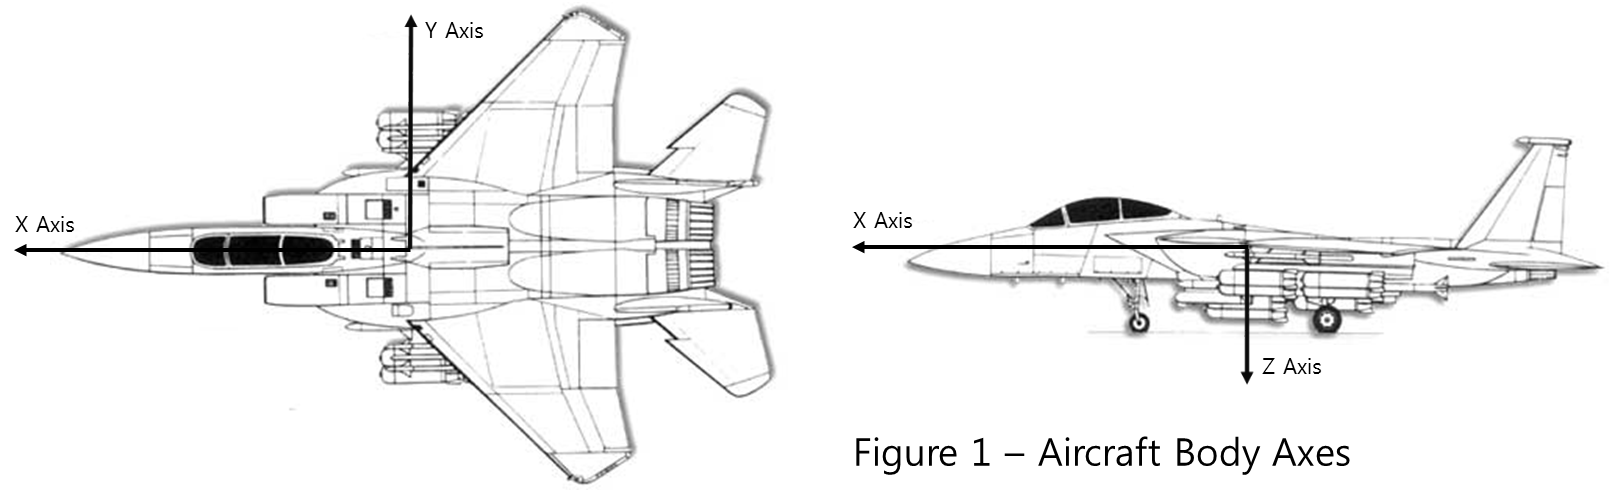 Y Axis
X Axis
X Axis
Z Axis
Figure 1 – Aircraft Body Axes